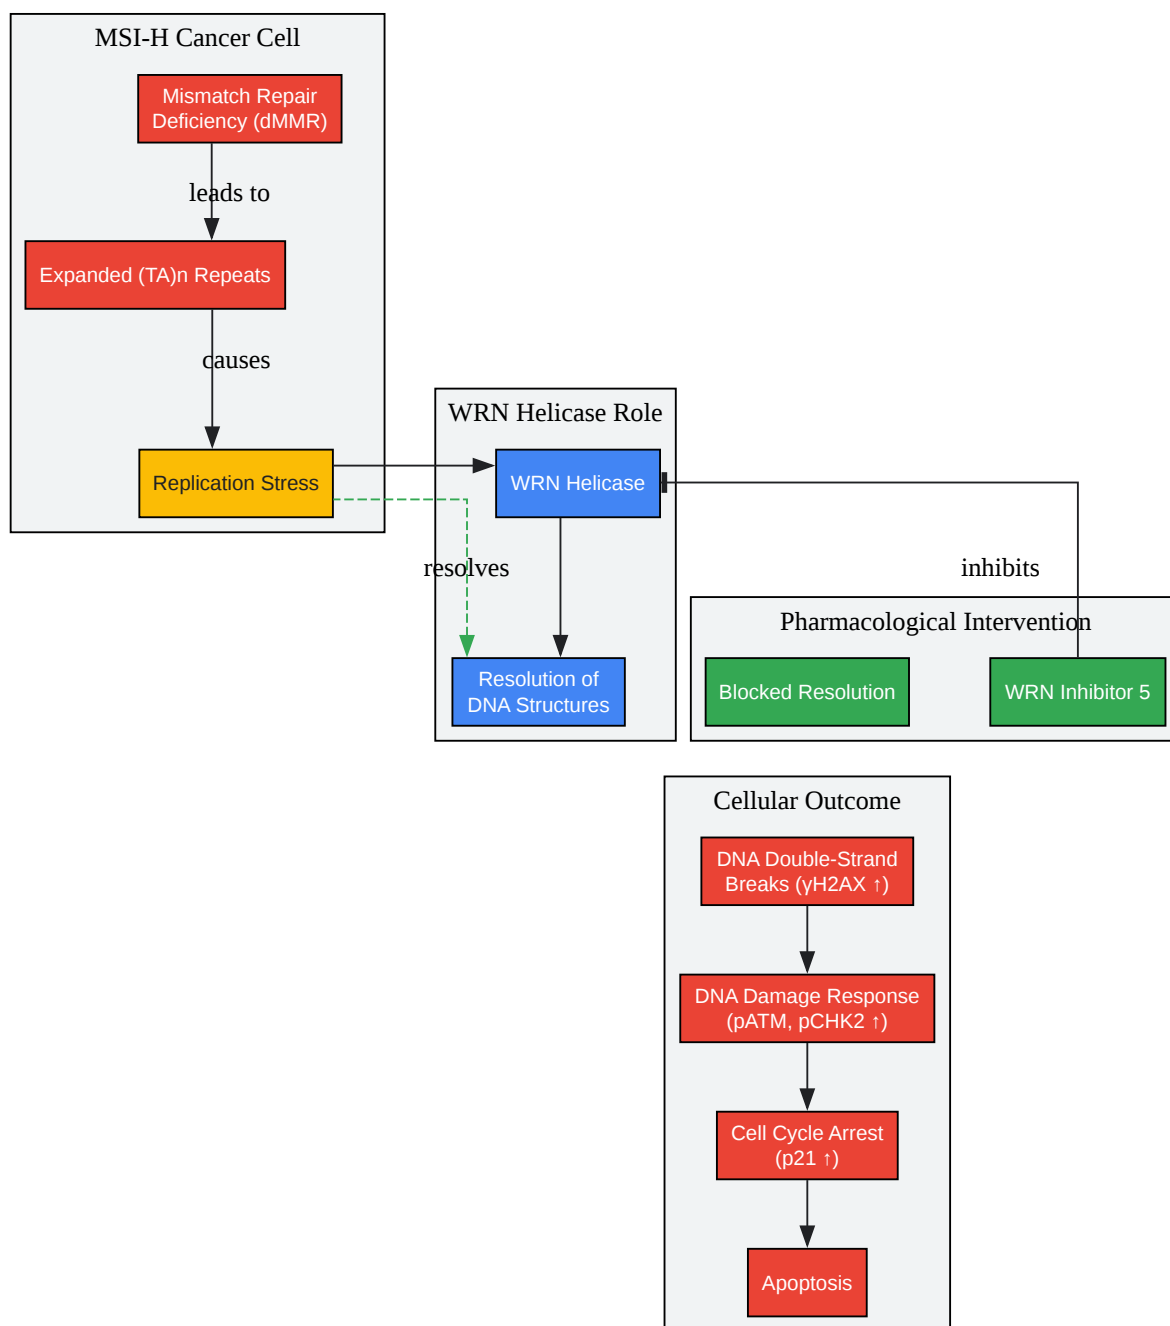 MSI-H Cancer Cell
Mismatch Repair
Deficiency (dMMR)
leads to
Expanded (TA)n Repeats
causes
Replication Stress
WRN Helicase Role
WRN Helicase
resolves
Resolution of
DNA Structures
inhibits
Pharmacological Intervention
Blocked Resolution
WRN Inhibitor 5
Cellular Outcome
DNA Double-Strand
Breaks (γH2AX ↑)
DNA Damage Response
(pATM, pCHK2 ↑)
Cell Cycle Arrest
(p21 ↑)
Apoptosis